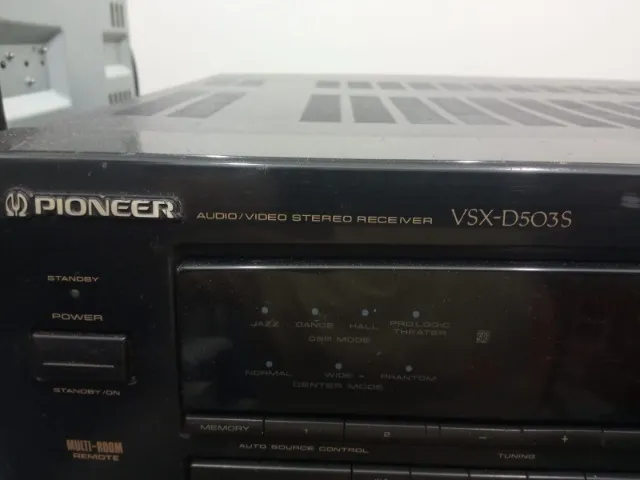 PIONEER AUDIO/VIDEO STEREO RECEIVER VSX-D503S
STANDBY
POWER
STANDBY/ON
MULTI-ROOM
REMOTE
JAZZ DANCE HALL PRO LOGIC
THEATER
DSP MODE
NORMAL WIDE PHANTOM
CENTER MODE
MEMORY 1 2 − +
AUTO SOURCE CONTROL TUNING